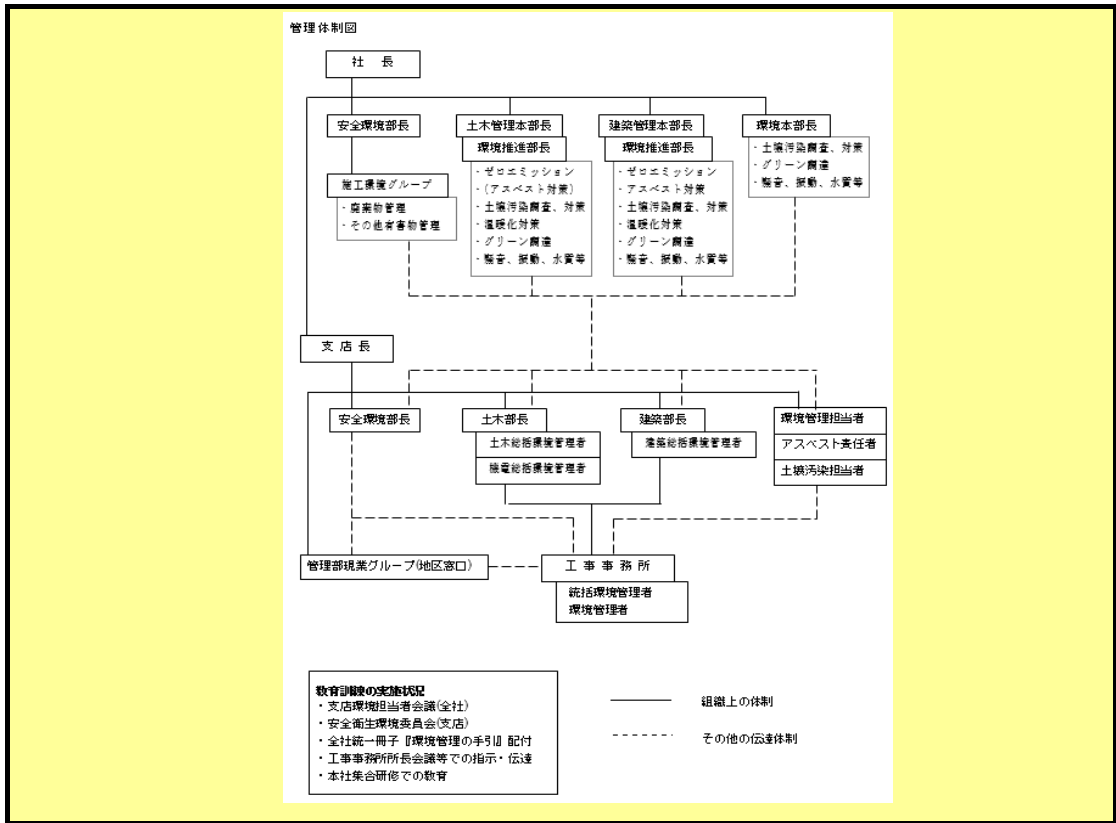 管理体制図
社 長
安全環境部長
土木管理本部長
建築管理本部長
環境本部長
環境推進部長
環境推進部長
・土壌汚染調査、対策
・グリーン調達
・騒音、振動、水質等
施工環境グループ
・廃棄物管理
・その他有害物管理
・ゼロエミッション
・(アスベスト対策)
・土壌汚染調査、対策
・温暖化対策
・グリーン調達
・騒音、振動、水質等
・ゼロエミッション
・アスベスト対策
・土壌汚染調査、対策
・温暖化対策
・グリーン調達
・騒音、振動、水質等
支 店 長
安全環境部長
土木部長
土木総括環境管理者
機電総括環境管理者
建築部長
建築総括環境管理者
環境管理担当者
アスベスト責任者
土壌汚染担当者
管理部現業グループ(地区窓口)
工 事 事 務 所
統括環境管理者
環境管理者
教育訓練の実施状況
・支店環境担当者会議(全社)
・安全衛生環境委員会(支店)
・全社統一冊子『環境管理の手引』配付
・工事事務所所長会議等での指示・伝達
・本社集合研修での教育
組織上の体制
その他の伝達体制